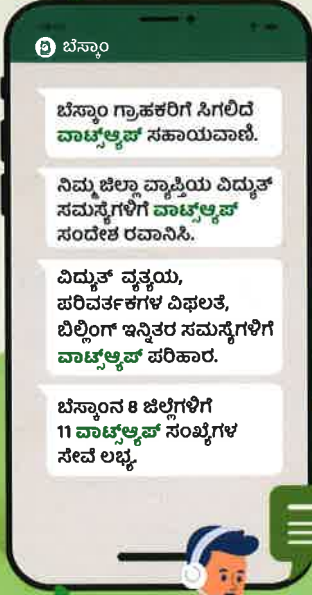 ಬೆಸ್ಕಾಂ
ಬೆಸ್ಕಾಂ ಗ್ರಾಹಕರಿಗೆ ಸಿಗಲಿದೆ
ವಾಟ್ಸ್ಆ್ಯಪ್ ಸಹಾಯವಾಣಿ.
ನಿಮ್ಮ ಜಿಲ್ಲಾ ವ್ಯಾಪ್ತಿಯ ವಿದ್ಯುತ್
ಸಮಸ್ಯೆಗಳಿಗೆ ವಾಟ್ಸ್ಆ್ಯಪ್
ಸಂದೇಶ ರವಾನಿಸಿ.
ವಿದ್ಯುತ್ ವ್ಯತ್ಯಯ,
ಪರಿವರ್ತಕಗಳ ವಿಫಲತೆ,
ಬಿಲ್ಲಿಂಗ್ ಇನ್ನಿತರ ಸಮಸ್ಯೆಗಳಿಗೆ
ವಾಟ್ಸ್ಆ್ಯಪ್ ಪರಿಹಾರ.
ಬೆಸ್ಕಾಂನ 8 ಜಿಲ್ಲೆಗಳಿಗೆ
11 ವಾಟ್ಸ್ಆ್ಯಪ್ ಸಂಖ್ಯೆಗಳ
ಸೇವೆ ಲಭ್ಯ.